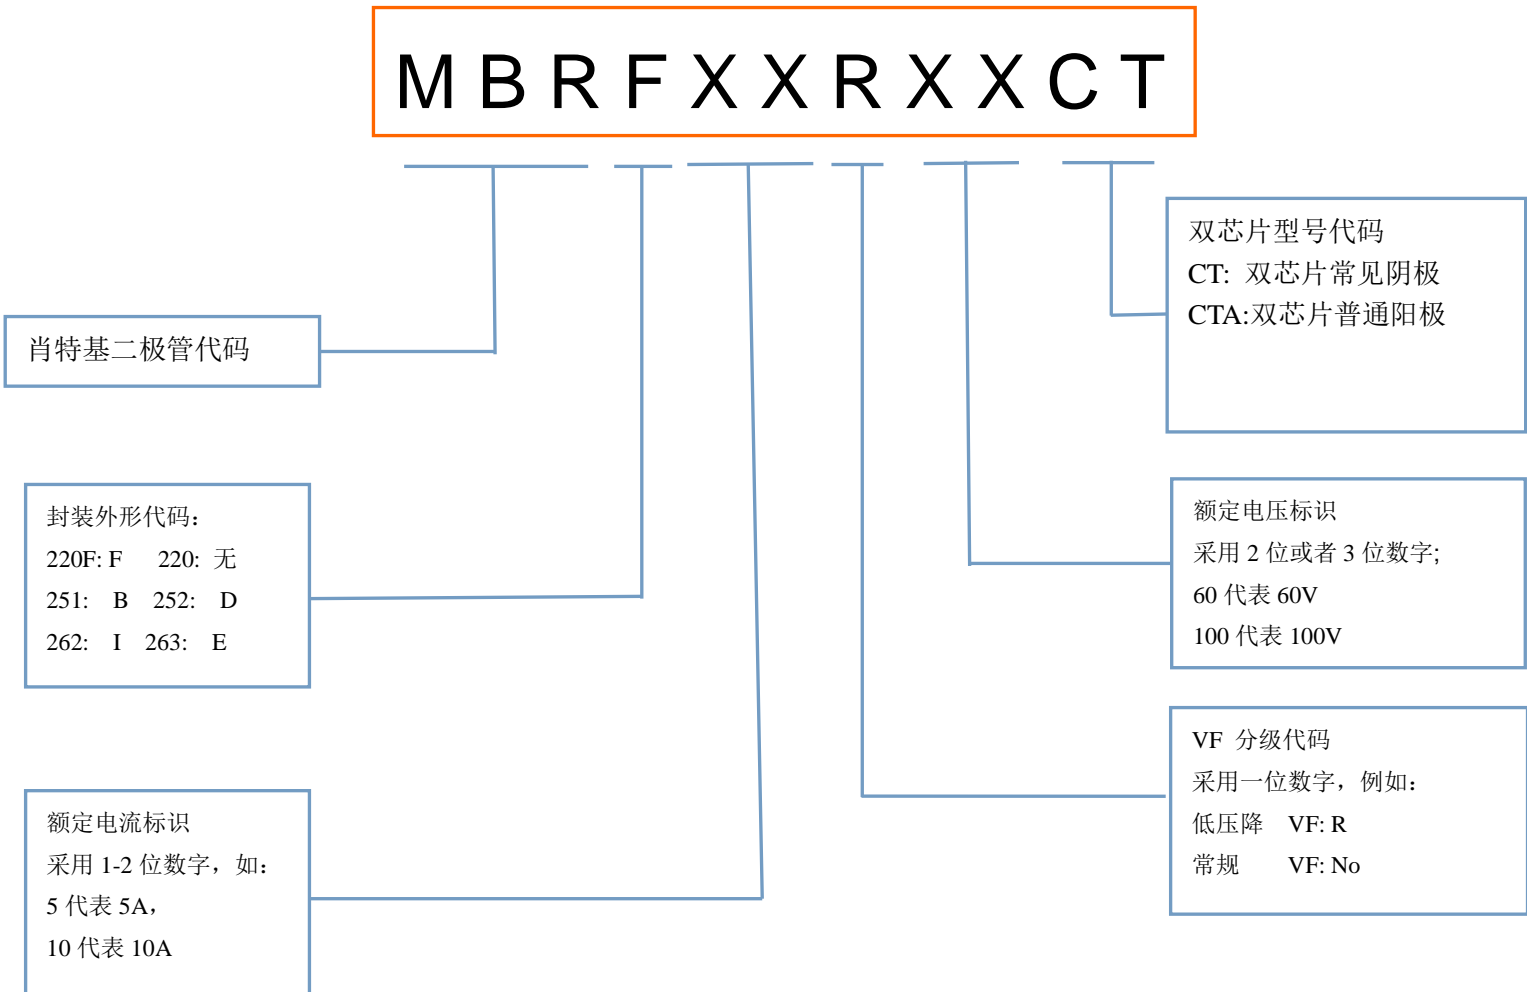 MBRFXXRXXCT
双芯片型号代码
CT: 双芯片常见阴极
CTA:双芯片普通阳极
肖特基二极管代码
封装外形代码：
220F: F 220: 无
251: B 252: D
262: I 263: E
额定电压标识
采用 2 位或者 3 位数字;
60 代表 60V
100 代表 100V
VF 分级代码
采用一位数字，例如：
低压降 VF: R
常规 VF: No
额定电流标识
采用 1-2 位数字，如：
5 代表 5A，
10 代表 10A